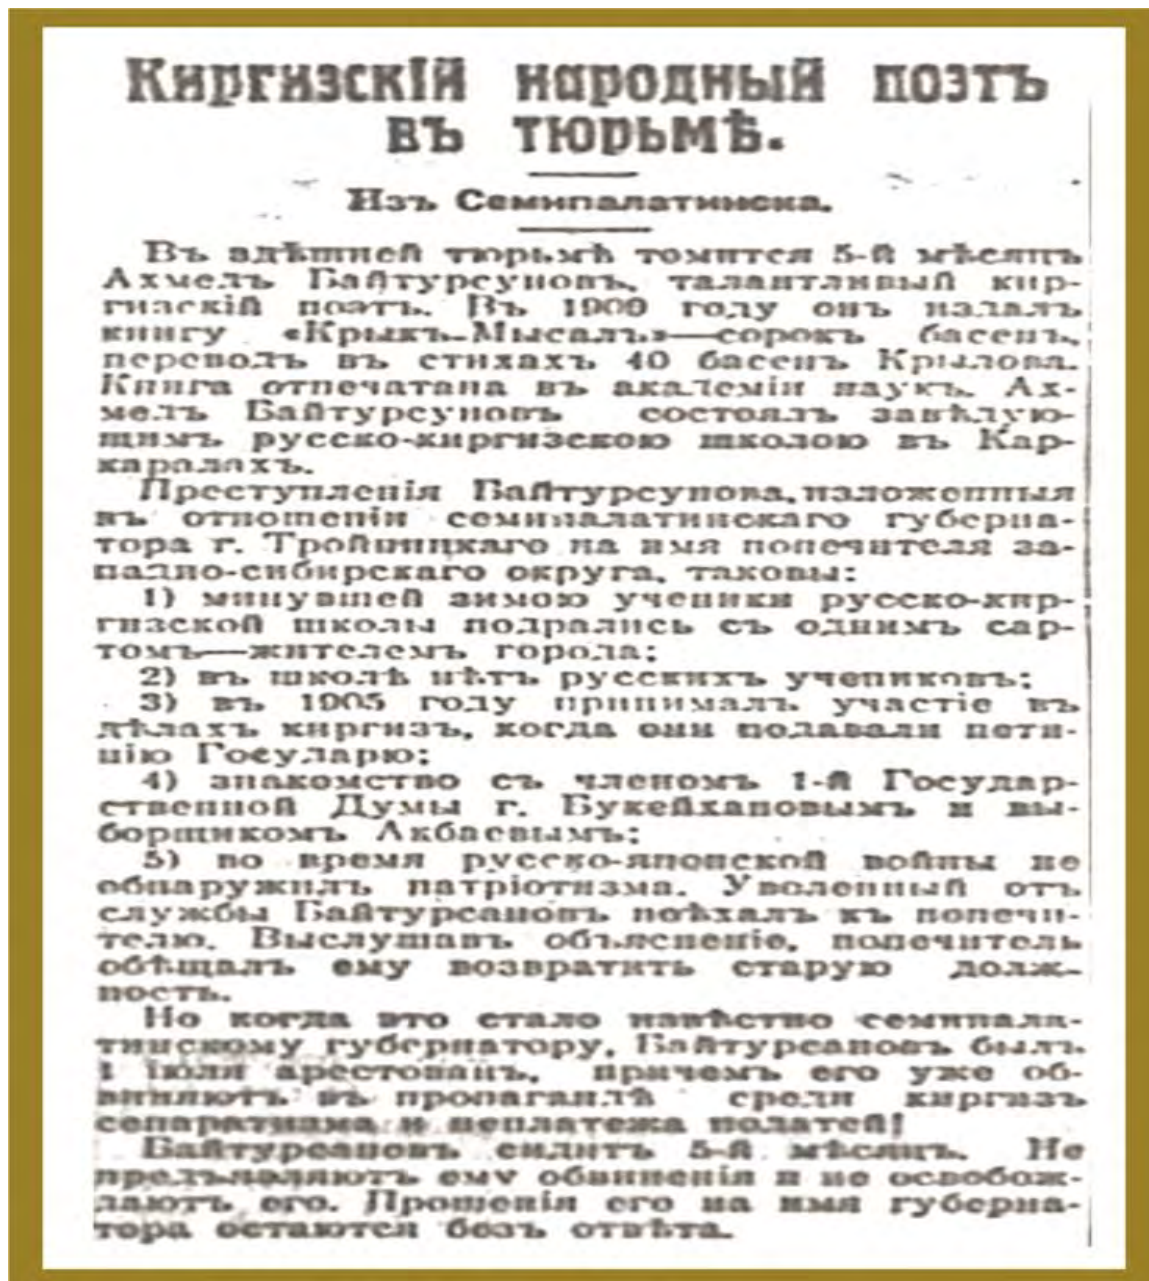 Киргизскій народный поэтъ
въ тюрьмѣ.
Изъ Семипалатинска.
Въ здѣшней тюрьмѣ томится 5-й мѣсяцъ
Ахмедъ Байтурсуновъ, талантливый кир-
гизскій поэтъ. Въ 1909 году онъ издалъ
книгу «Крыкъ-Мысалъ»—сорокъ басенъ,
переводъ въ стихахъ 40 басенъ Крылова.
Книга отпечатана въ академіи наукъ. Ах-
медъ Байтурсуновъ состоялъ завѣдую-
щимъ русско-киргизскою школою въ Кар-
каралахъ.
Преступленія Байтурсунова, изложенныя
въ отношеніи семипалатинскаго губерна-
тора г. Тройницкаго на имя попечителя за-
падно-сибирскаго округа, таковы:
1) минувшей зимою ученики русско-кир-
гизской школы подрались съ однимъ сар-
томъ—жителемъ города;
2) въ школѣ нѣтъ русскихъ учениковъ;
3) въ 1905 году принималъ участіе въ
дѣлахъ киргизъ, когда они подавали пети-
цію Государю;
4) знакомство съ членомъ 1-й Государ-
ственной Думы г. Букейхановымъ и вы-
борщикомъ Акбаевымъ;
5) во время русско-японской войны не
обнаружилъ патріотизма. Уволенный отъ
службы Байтурсановъ поѣхалъ къ попечи-
телю. Выслушавъ объясненіе, попечитель
обѣщалъ ему возвратить старую долж-
ность.
Но когда это стало извѣстно семипала-
тинскому губернатору, Байтурсановъ былъ
1 іюля арестованъ, причемъ его уже об-
виняютъ въ пропагандѣ среди киргизъ
сепаратизма и неплатежа податей!
Байтурсановъ сидитъ 5-й мѣсяцъ. Не
предъявляютъ ему обвиненія и не освобож-
даютъ его. Прошенія его на имя губерна-
тора остаются безъ отвѣта.